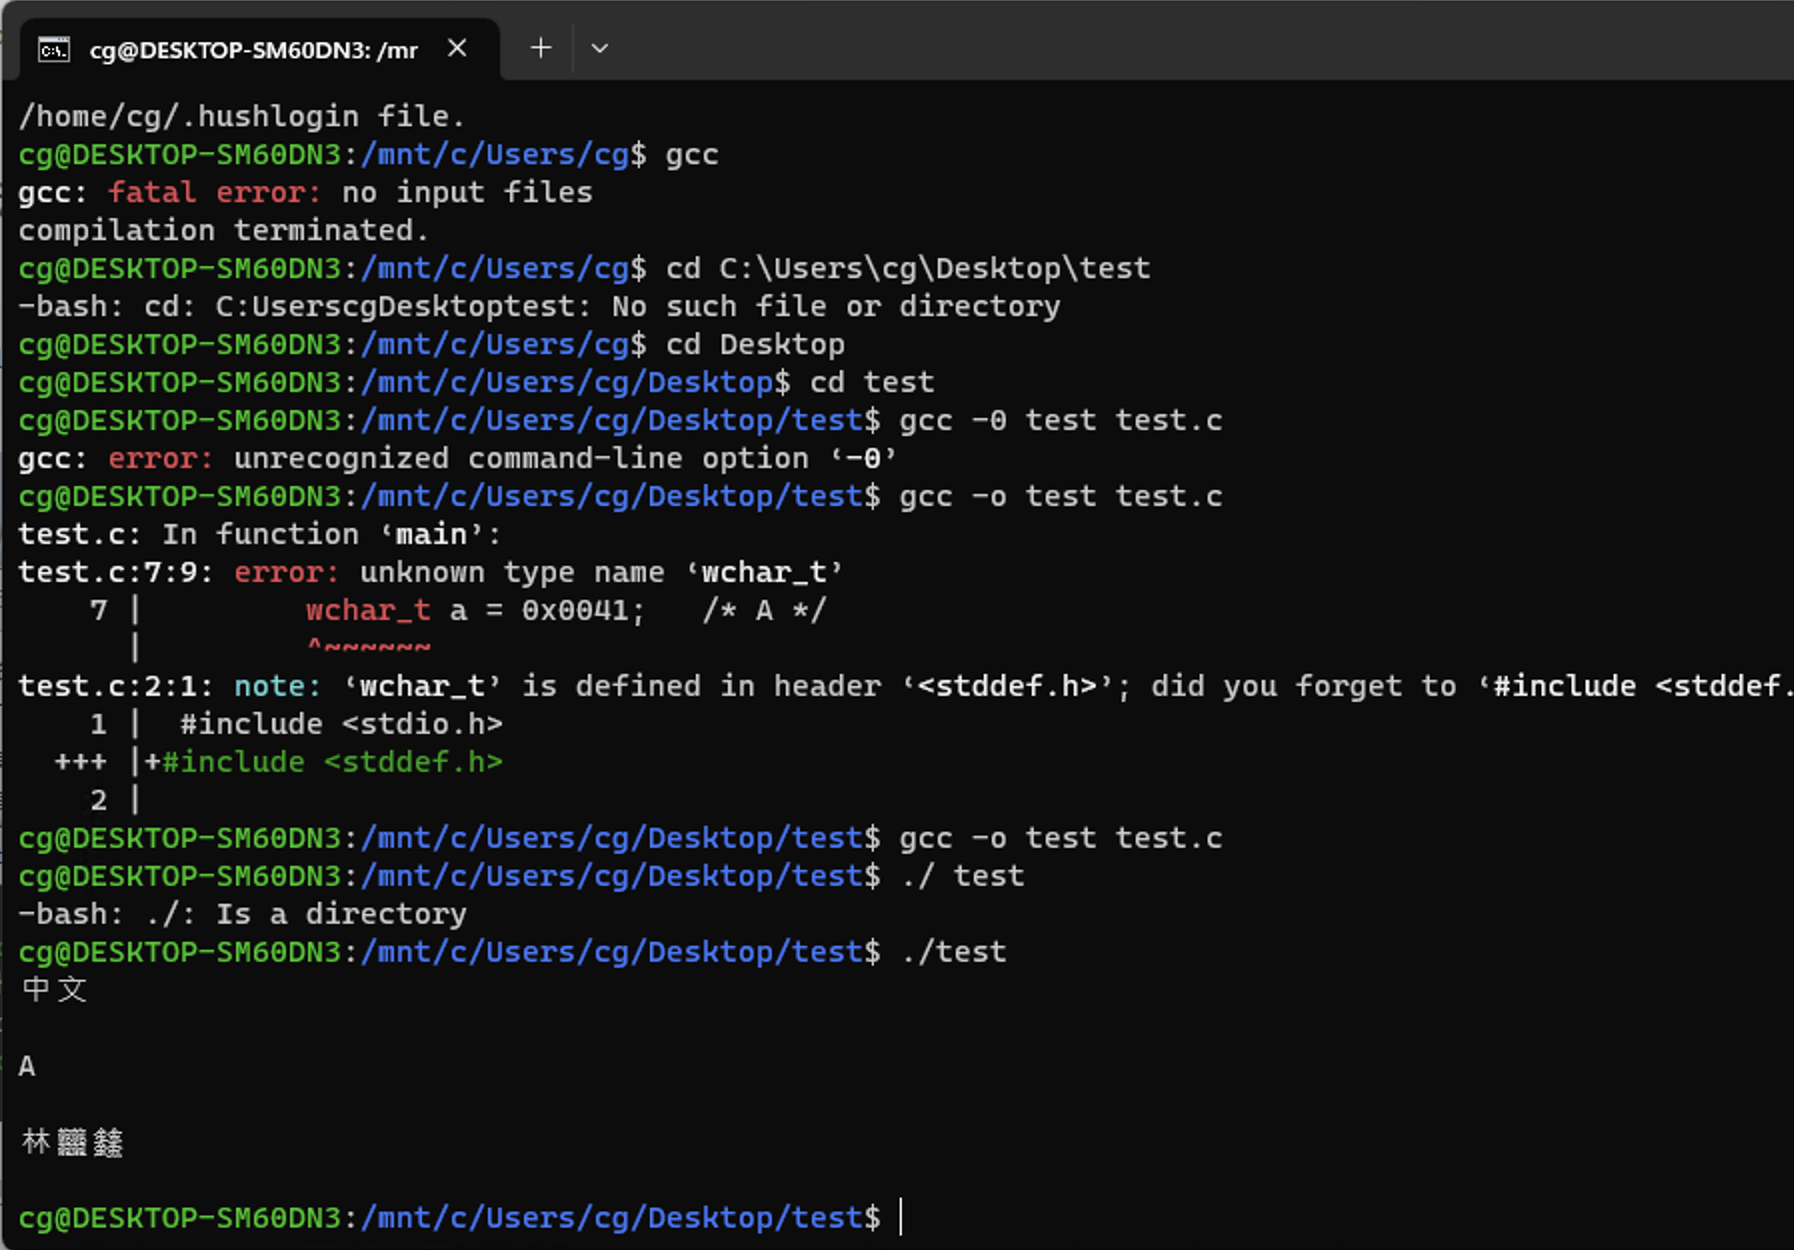 cg@DESKTOP-SM60DN3: /mr
/home/cg/.hushlogin file.
cg@DESKTOP-SM60DN3:/mnt/c/Users/cg$ gcc
gcc: fatal error: no input files
compilation terminated.
cg@DESKTOP-SM60DN3:/mnt/c/Users/cg$ cd C:\Users\cg\Desktop\test
-bash: cd: C:UserscgDesktoptest: No such file or directory
cg@DESKTOP-SM60DN3:/mnt/c/Users/cg$ cd Desktop
cg@DESKTOP-SM60DN3:/mnt/c/Users/cg/Desktop$ cd test
cg@DESKTOP-SM60DN3:/mnt/c/Users/cg/Desktop/test$ gcc -0 test test.c
gcc: error: unrecognized command-line option ‘-0’
cg@DESKTOP-SM60DN3:/mnt/c/Users/cg/Desktop/test$ gcc -o test test.c
test.c: In function ‘main’:
test.c:7:9: error: unknown type name ‘wchar_t’
    7 |         wchar_t a = 0x0041;   /* A */
      |         ^~~~~~~
test.c:2:1: note: ‘wchar_t’ is defined in header ‘<stddef.h>’; did you forget to ‘#include <stddef.
    1 |  #include <stdio.h>
  +++ |+#include <stddef.h>
    2 |
cg@DESKTOP-SM60DN3:/mnt/c/Users/cg/Desktop/test$ gcc -o test test.c
cg@DESKTOP-SM60DN3:/mnt/c/Users/cg/Desktop/test$ ./ test
-bash: ./: Is a directory
cg@DESKTOP-SM60DN3:/mnt/c/Users/cg/Desktop/test$ ./test
中文
A
林
cg@DESKTOP-SM60DN3:/mnt/c/Users/cg/Desktop/test$